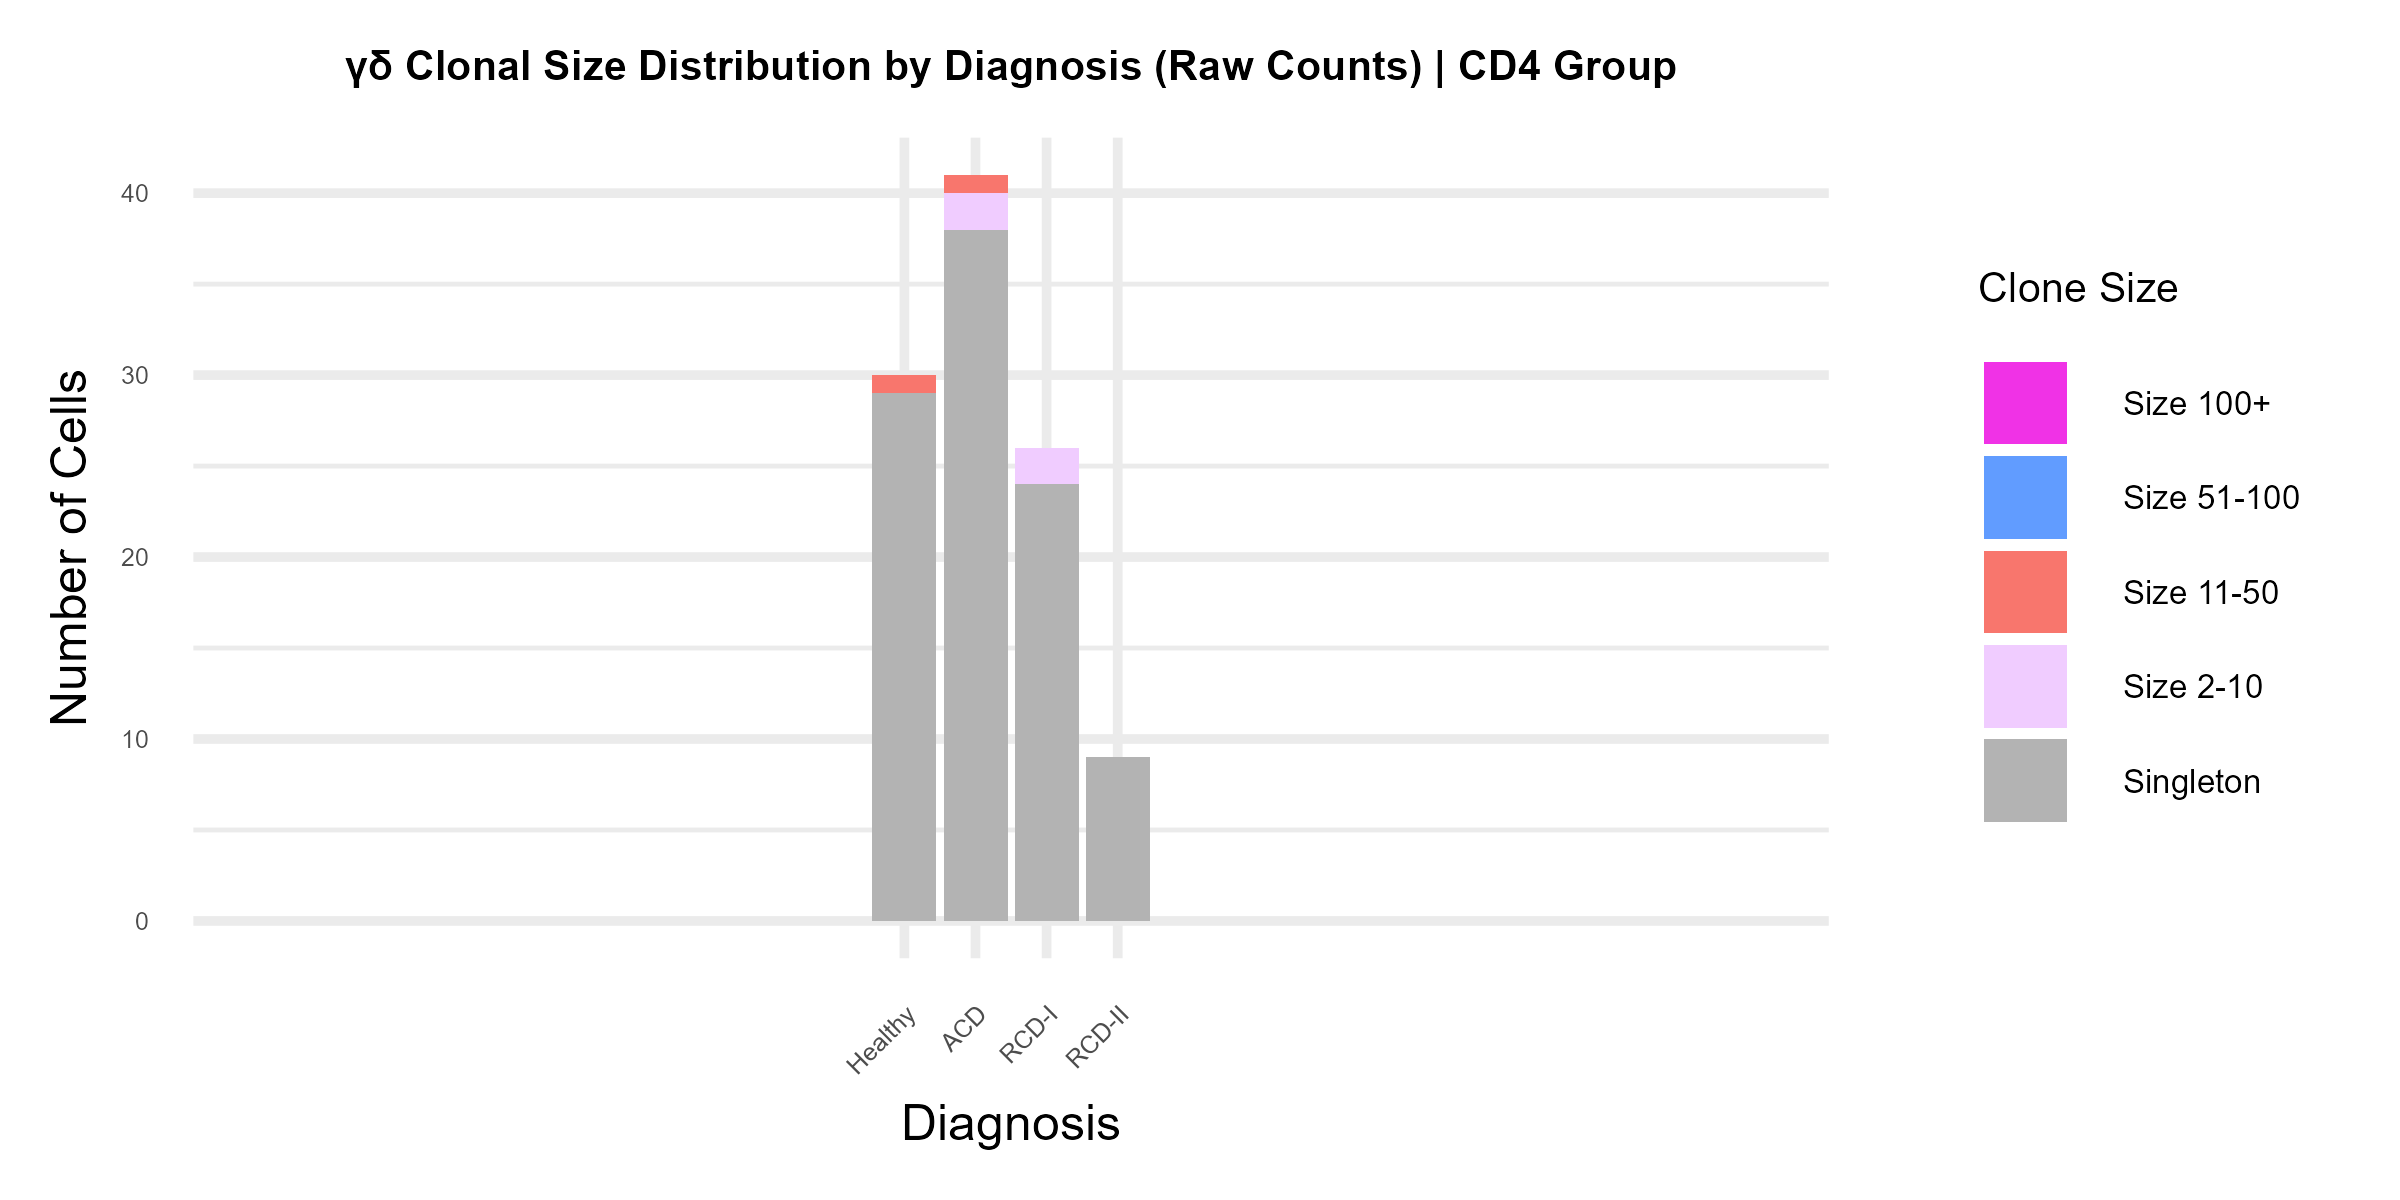 γδ Clonal Size Distribution by Diagnosis (Raw Counts) | CD4 Group
Number of Cells
40
30
20
10
0
Healthy
ACD
RCD-I
RCD-II
Diagnosis
Clone Size
Size 100+
Size 51-100
Size 11-50
Size 2-10
Singleton